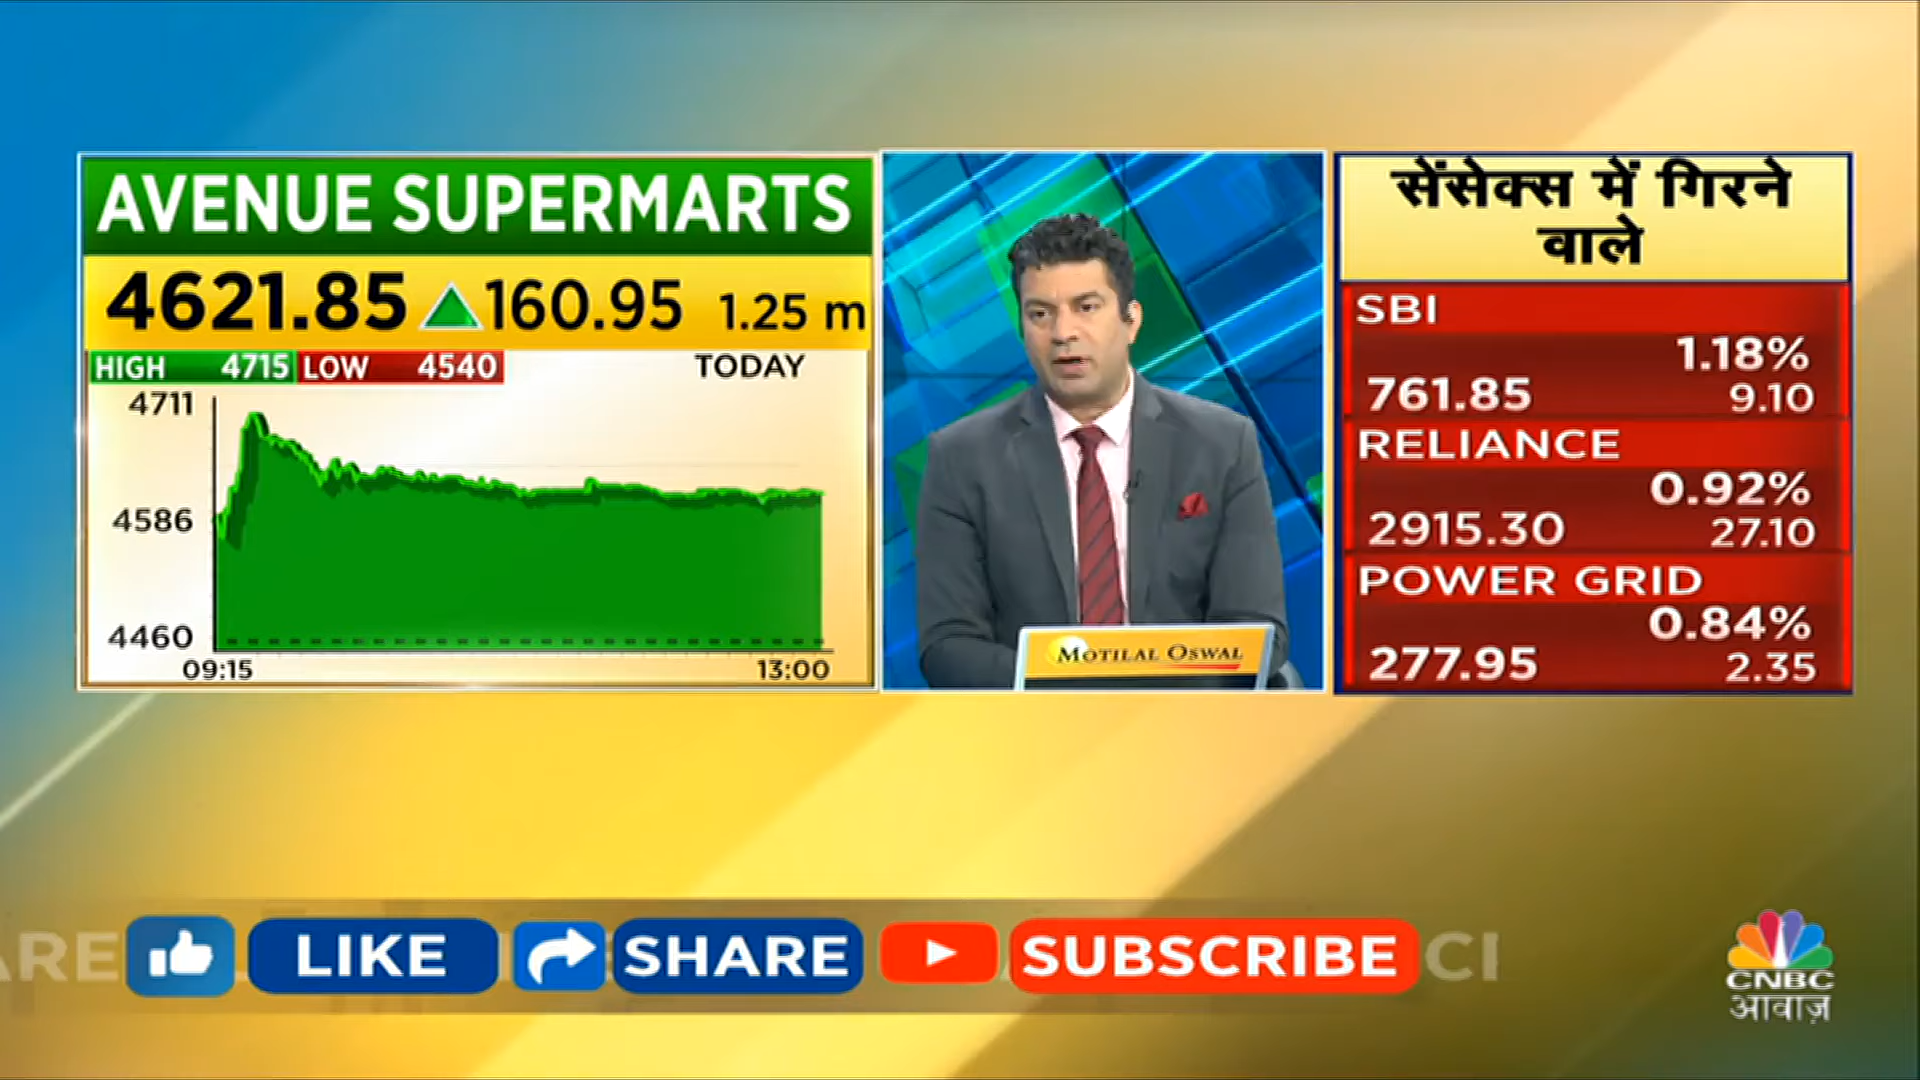 AVENUE SUPERMARTS
4621.85 160.95 1.25 m
HIGH 4715 LOW 4540 TODAY
4711
4586
4460
09:15 13:00
MOTILAL OSWAL
सेंसेक्स में गिरने
वाले
SBI
1.18%
761.85 9.10
RELIANCE
0.92%
2915.30 27.10
POWER GRID
0.84%
277.95 2.35
LIKE SHARE SUBSCRIBE
CNBC
आवाज़